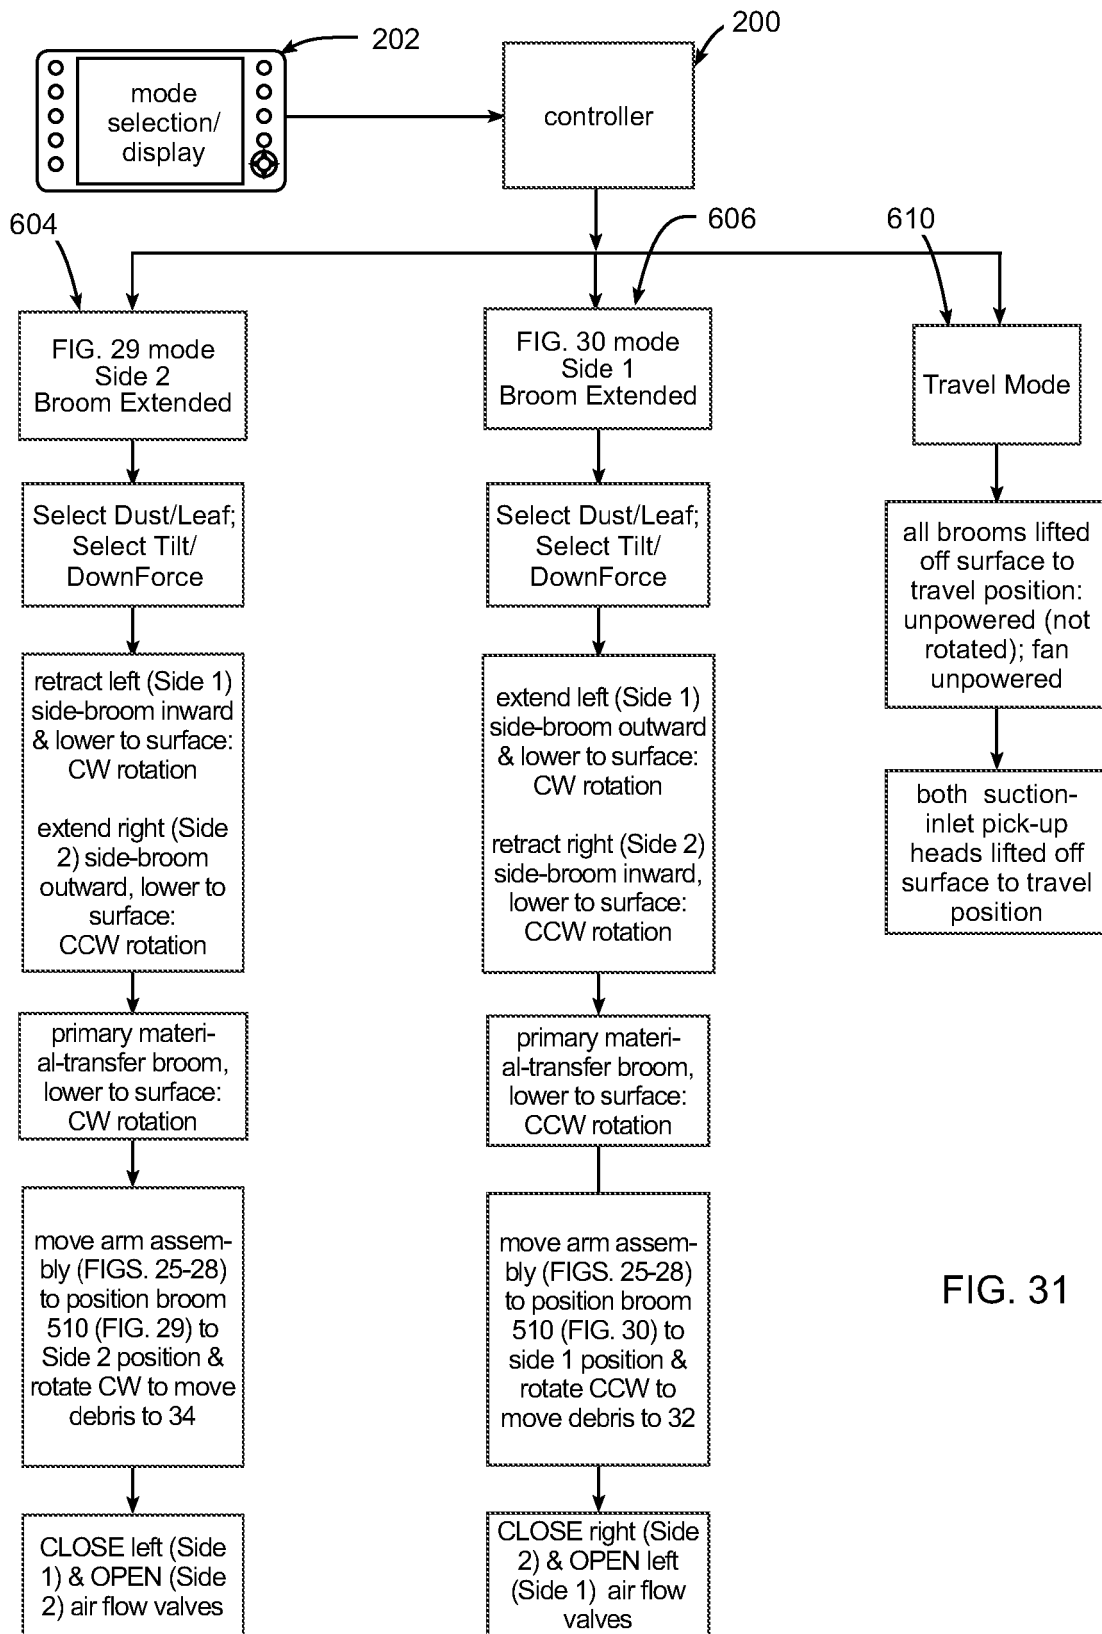 202
200
mode
selection/
display
controller
604
606
610
FIG. 29 mode
Side 2
Broom Extended
Select Dust/Leaf;
Select Tilt/
DownForce
retract left (Side 1)
side-broom inward
& lower to surface:
CW rotation
extend right (Side
2) side-broom
outward, lower to
surface:
CCW rotation
primary materi-
al-transfer broom,
lower to surface:
CW rotation
move arm assem-
bly (FIGS. 25-28)
to position broom
510 (FIG. 29) to
Side 2 position &
rotate CW to move
debris to 34
CLOSE left (Side
1) & OPEN (Side
2) air flow valves
FIG. 30 mode
Side 1
Broom Extended
Select Dust/Leaf;
Select Tilt/
DownForce
extend left (Side 1)
side-broom outward
& lower to surface:
CW rotation
retract right (Side 2)
side-broom inward,
lower to surface:
CCW rotation
primary materi-
al-transfer broom,
lower to surface:
CCW rotation
move arm assem-
bly (FIGS. 25-28)
to position broom
510 (FIG. 30) to
side 1 position &
rotate CCW to
move debris to 32
CLOSE right (Side
2) & OPEN left
(Side 1) air flow
valves
Travel Mode
all brooms lifted
off surface to
travel position:
unpowered (not
rotated); fan
unpowered
both suction-
inlet pick-up
heads lifted off
surface to travel
position
FIG. 31